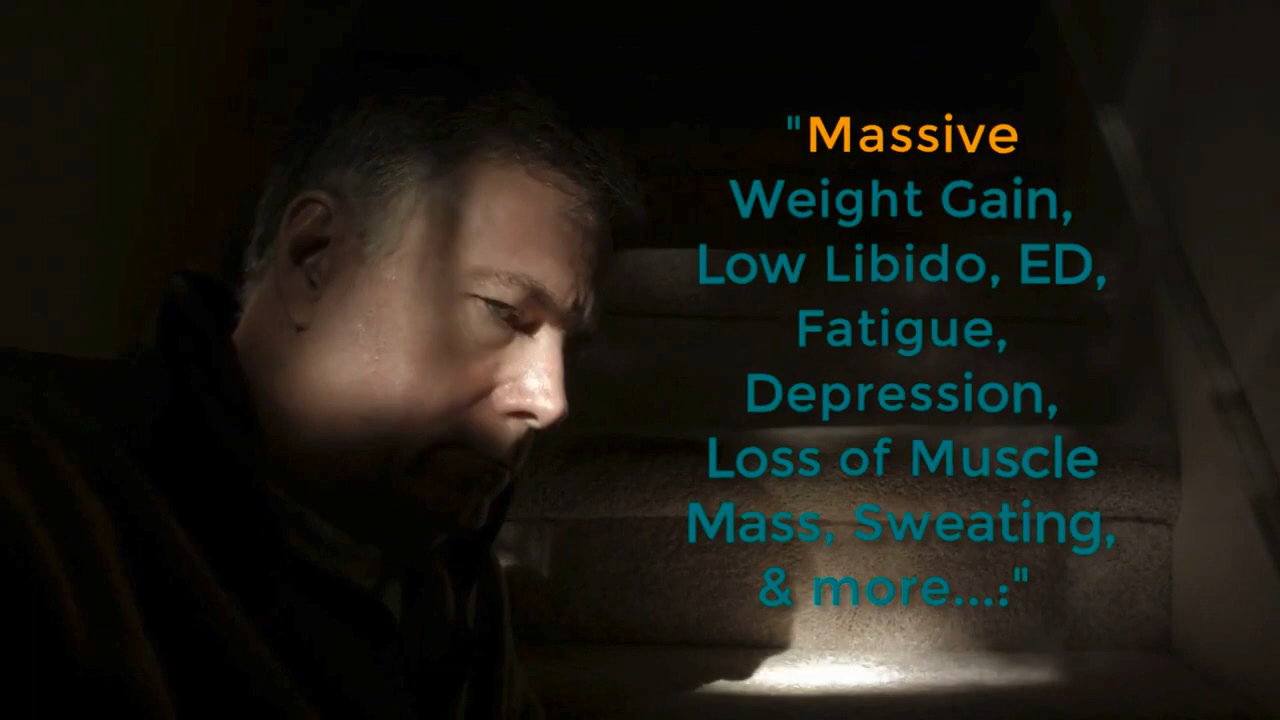 "Massive
Weight Gain,
Low Libido, ED,
Fatigue,
Depression,
Loss of Muscle
Mass, Sweating,
& more...:"